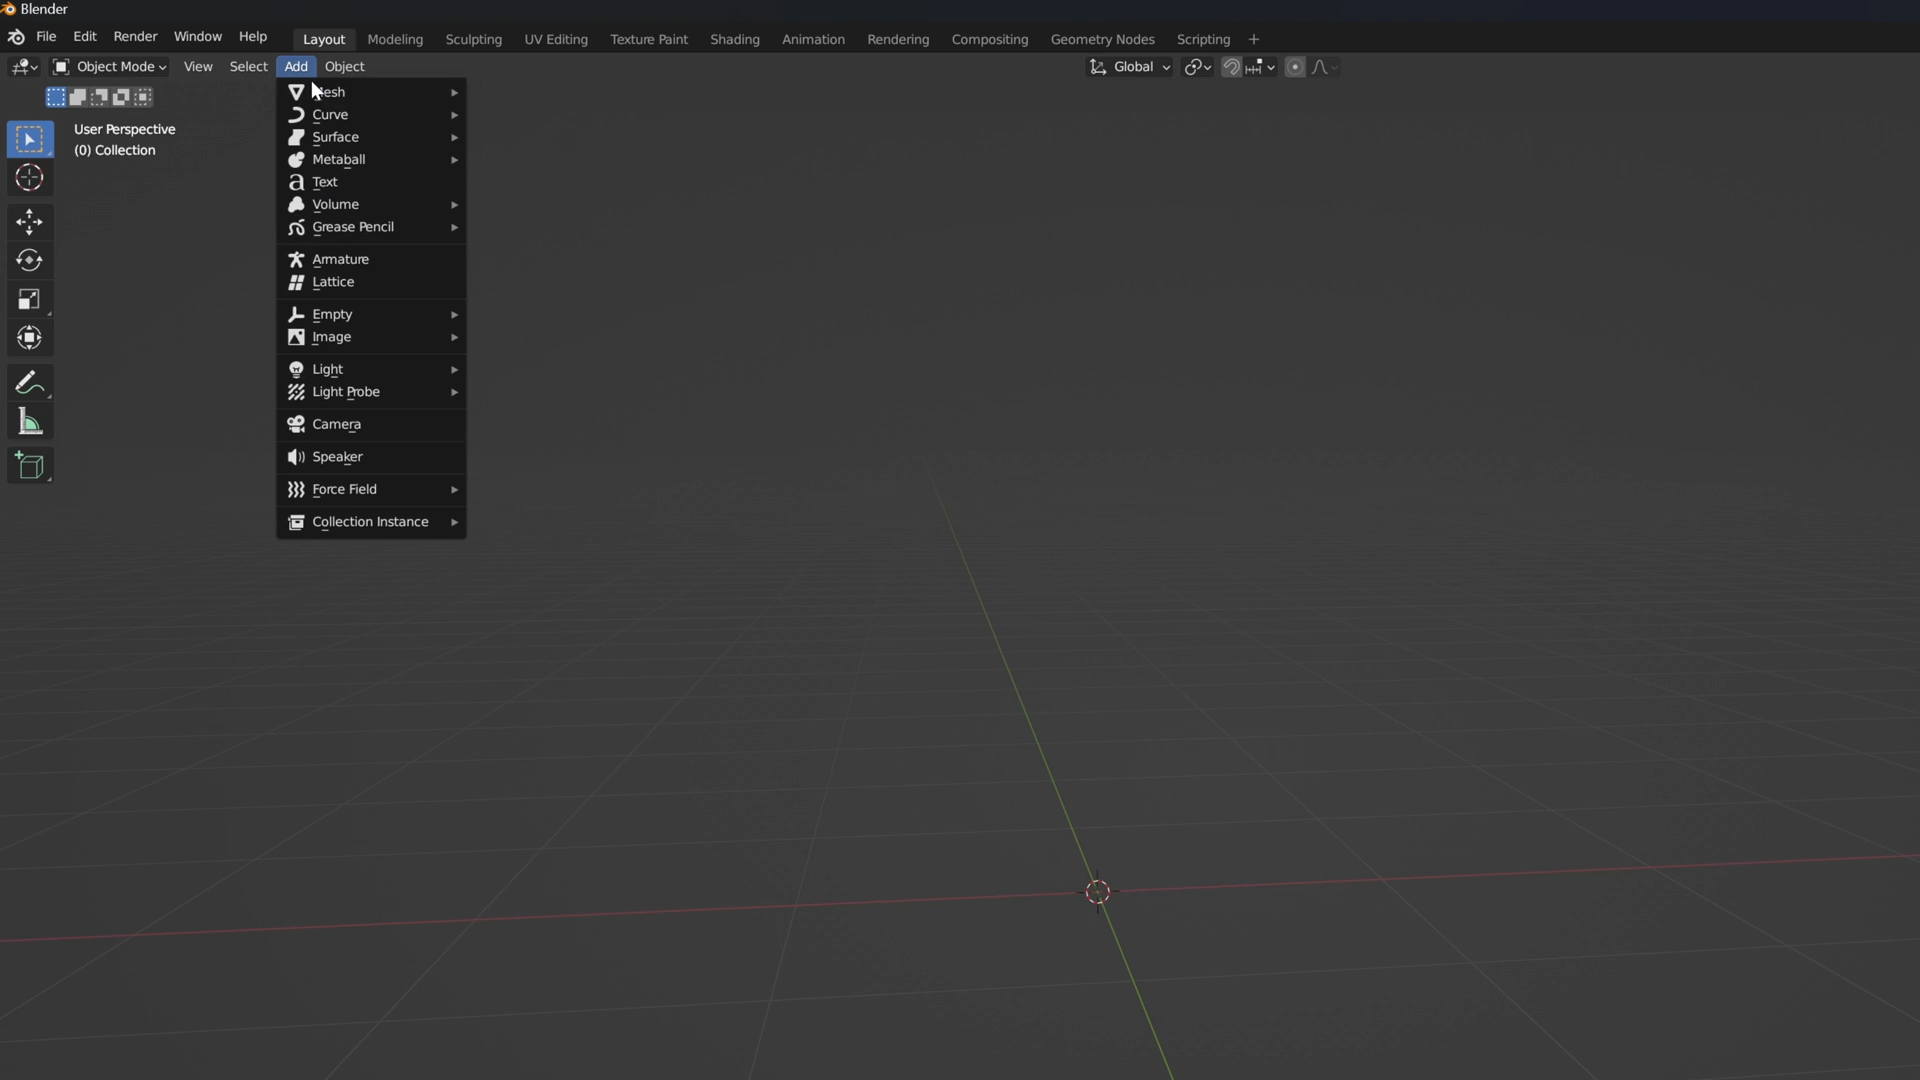 Blender
File Edit Render Window Help Layout Modeling Sculpting UV Editing Texture Paint Shading Animation Rendering Compositing Geometry Nodes Scripting +
Object Mode View Select Add Object Global
User Perspective
(0) Collection
esh
Curve
Surface
Metaball
Text
Volume
Grease Pencil
Armature
Lattice
Empty
Image
Light
Light Probe
Camera
Speaker
Force Field
Collection Instance